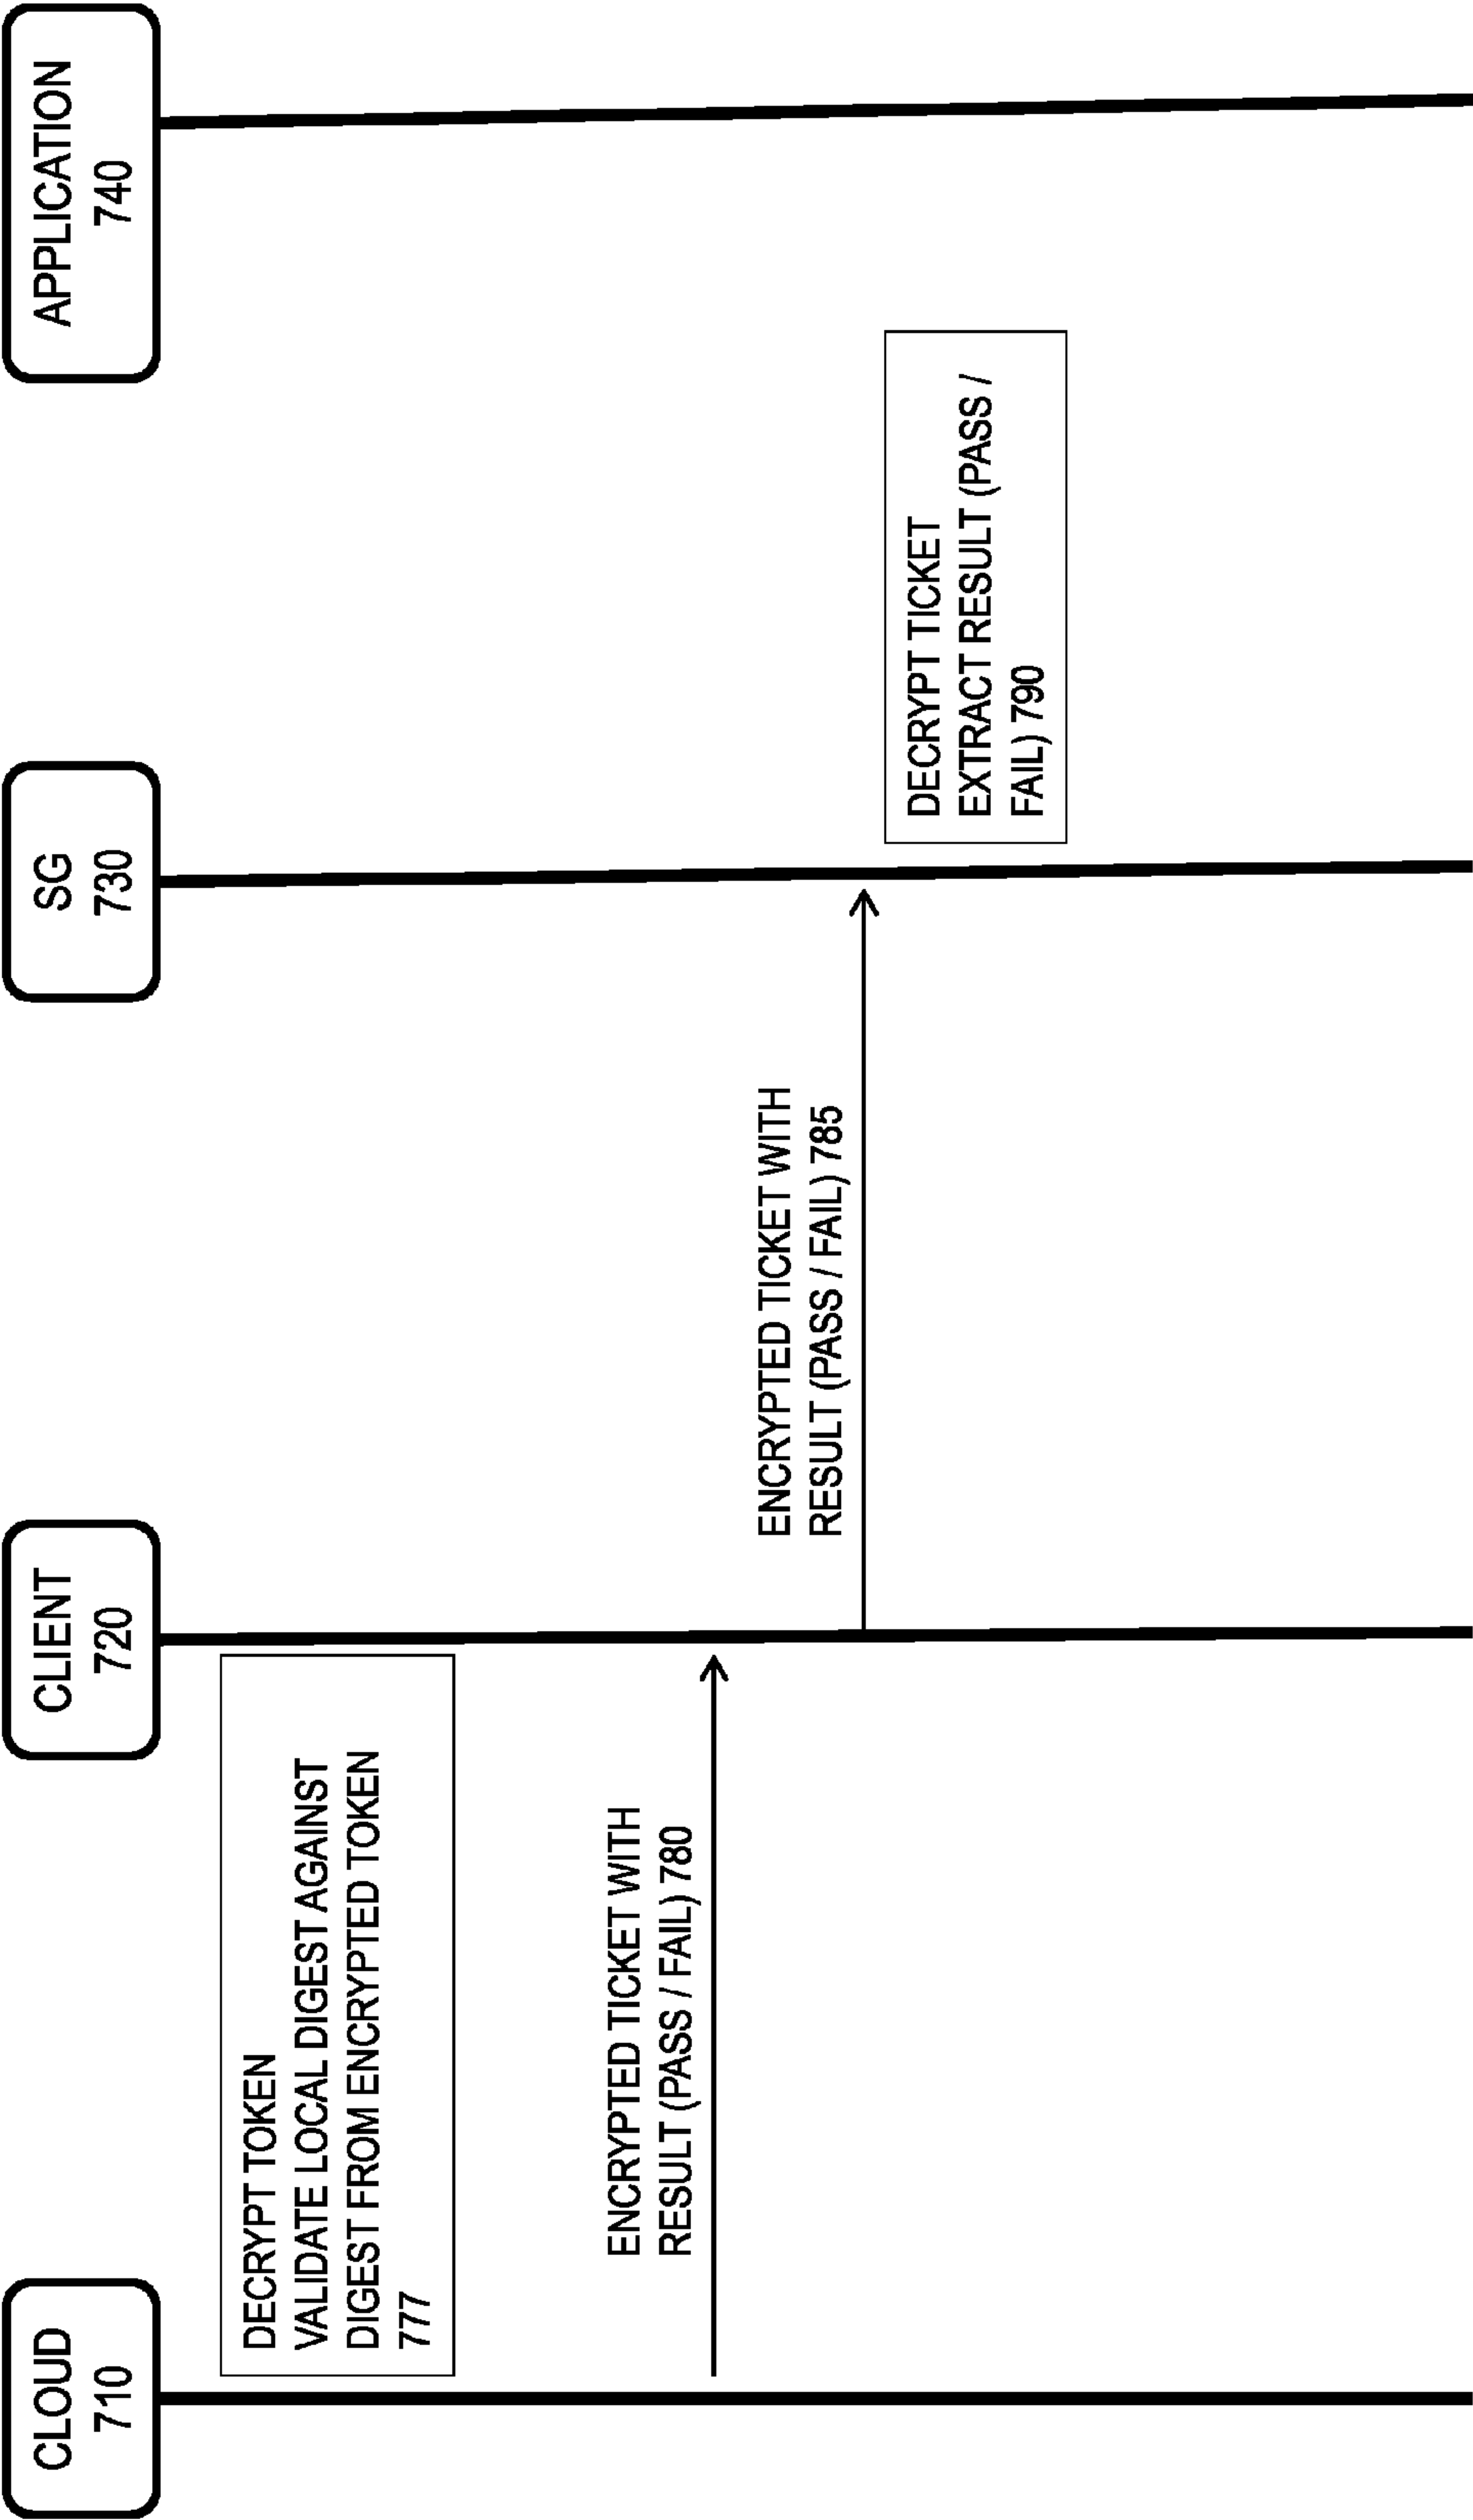 CLOUD
710
CLIENT
720
SG
730
APPLICATION
740
DECRYPT TOKEN
VALIDATE LOCAL DIGEST AGAINST
DIGEST FROM ENCRYPTED TOKEN
777
ENCRYPTED TICKET WITH
RESULT (PASS / FAIL) 780
ENCRYPTED TICKET WITH
RESULT (PASS / FAIL) 785
DECRYPT TICKET
EXTRACT RESULT (PASS /
FAIL) 790